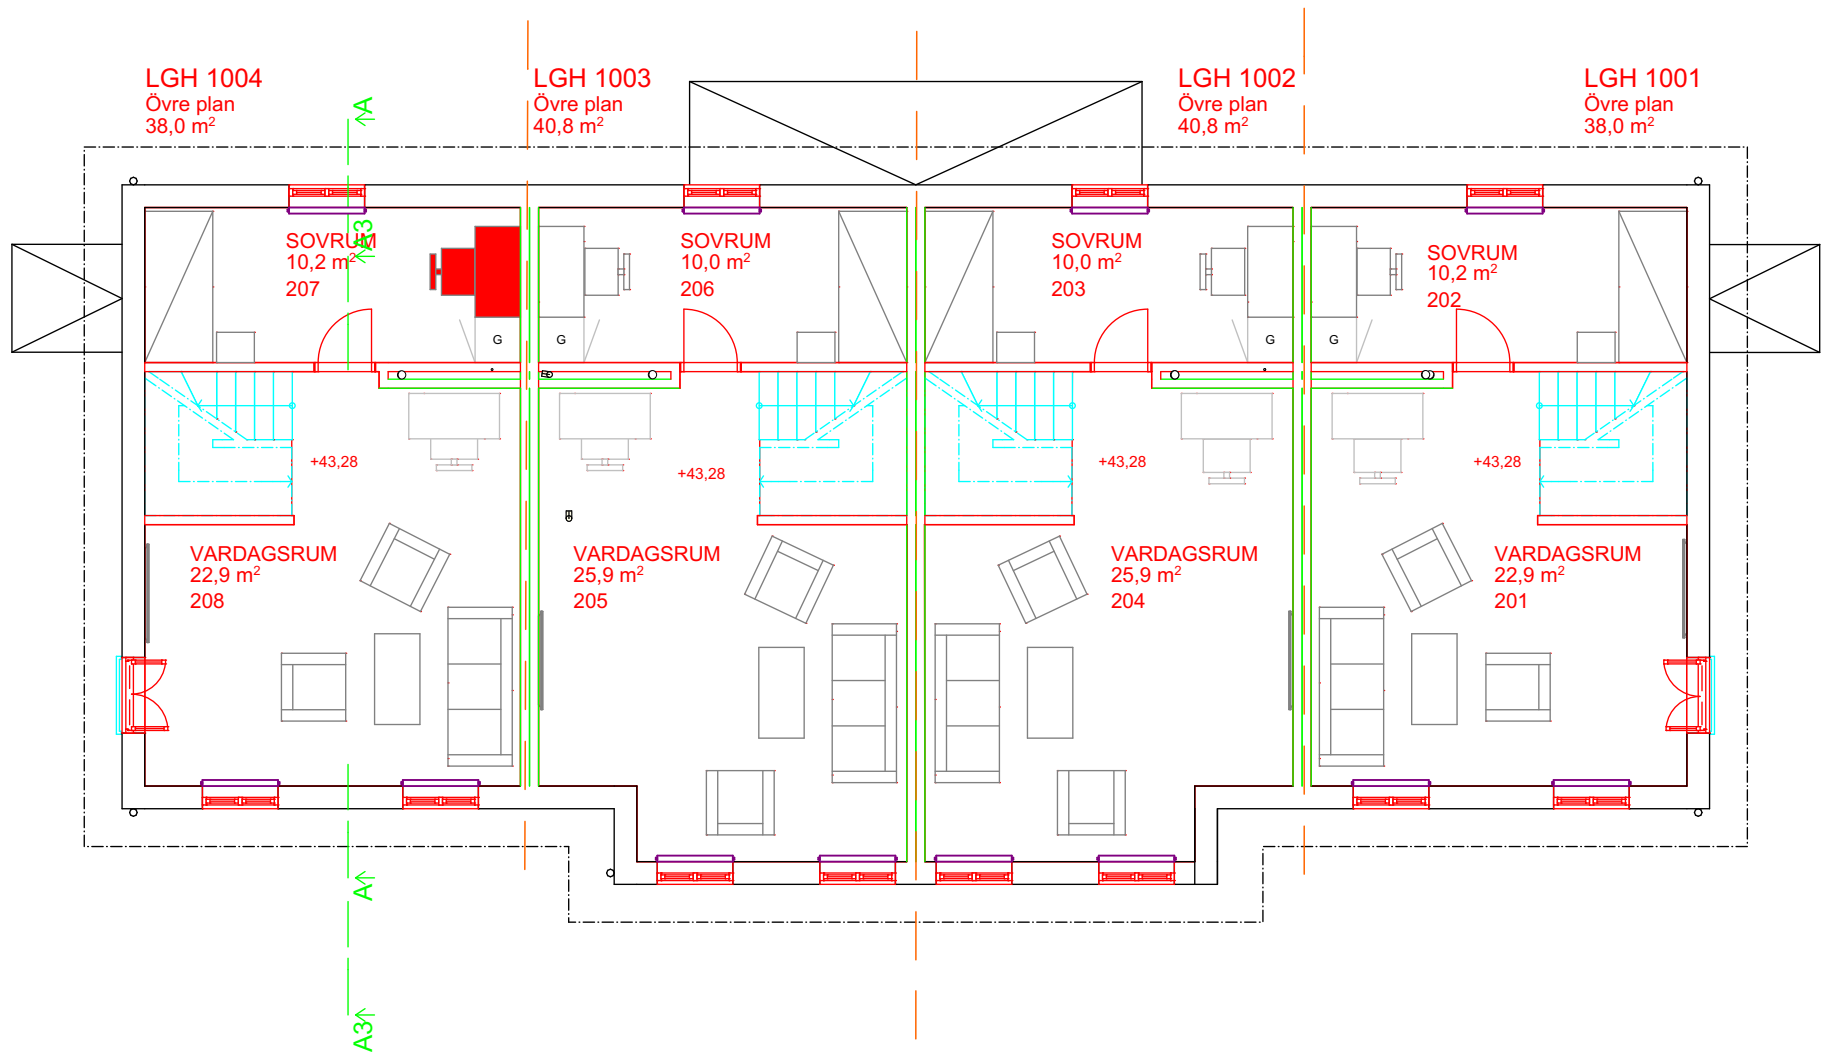 LGH 1004
Övre plan
38,0 m²
LGH 1003
Övre plan
40,8 m²
LGH 1002
Övre plan
40,8 m²
LGH 1001
Övre plan
38,0 m²
A
A3
SOVRUM
10,2 m²
207
SOVRUM
10,0 m²
206
SOVRUM
10,0 m²
203
SOVRUM
10,2 m²
202
G
G
G
G
+43,28
+43,28
+43,28
+43,28
VARDAGSRUM
22,9 m²
208
VARDAGSRUM
25,9 m²
205
VARDAGSRUM
25,9 m²
204
VARDAGSRUM
22,9 m²
201
A
A3